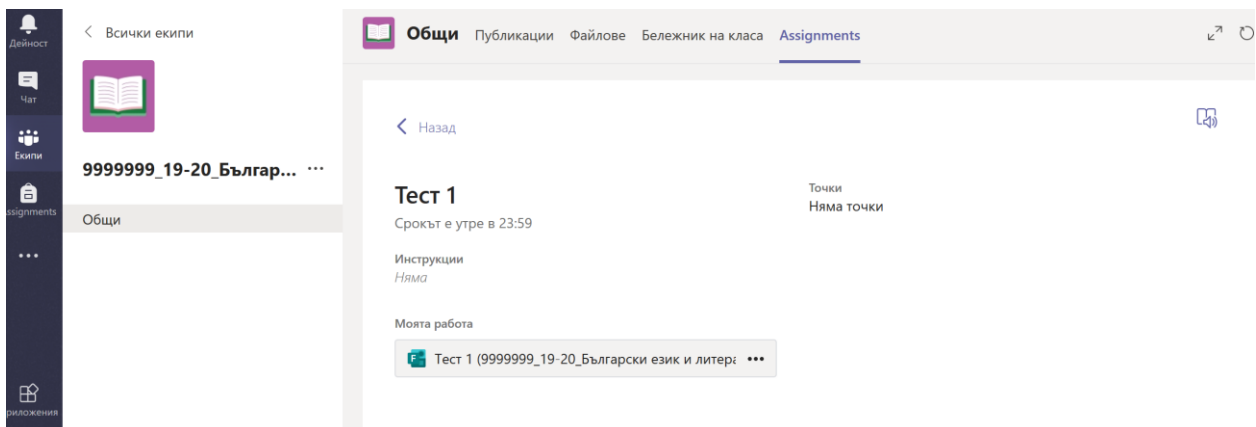 Дейност
Чат
Екипи
ssignments
риложения
Всички екипи
9999999_19-20_Българ... ...
Общи
Общи Публикации Файлове Бележник на класа Assignments
Назад
Тест 1
Срокът е утре в 23:59
Точки
Няма точки
Инструкции
Няма
Моята работа
Тест 1 (9999999_19-20_Български език и литера ...